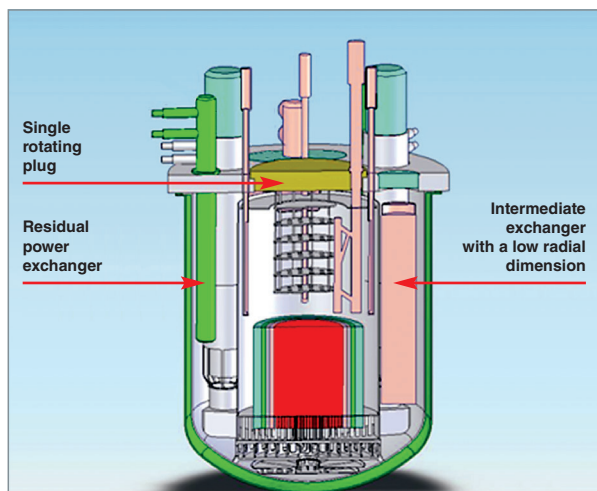 Single
rotating
plug
Residual
power
exchanger
Intermediate
exchanger
with a low radial
dimension